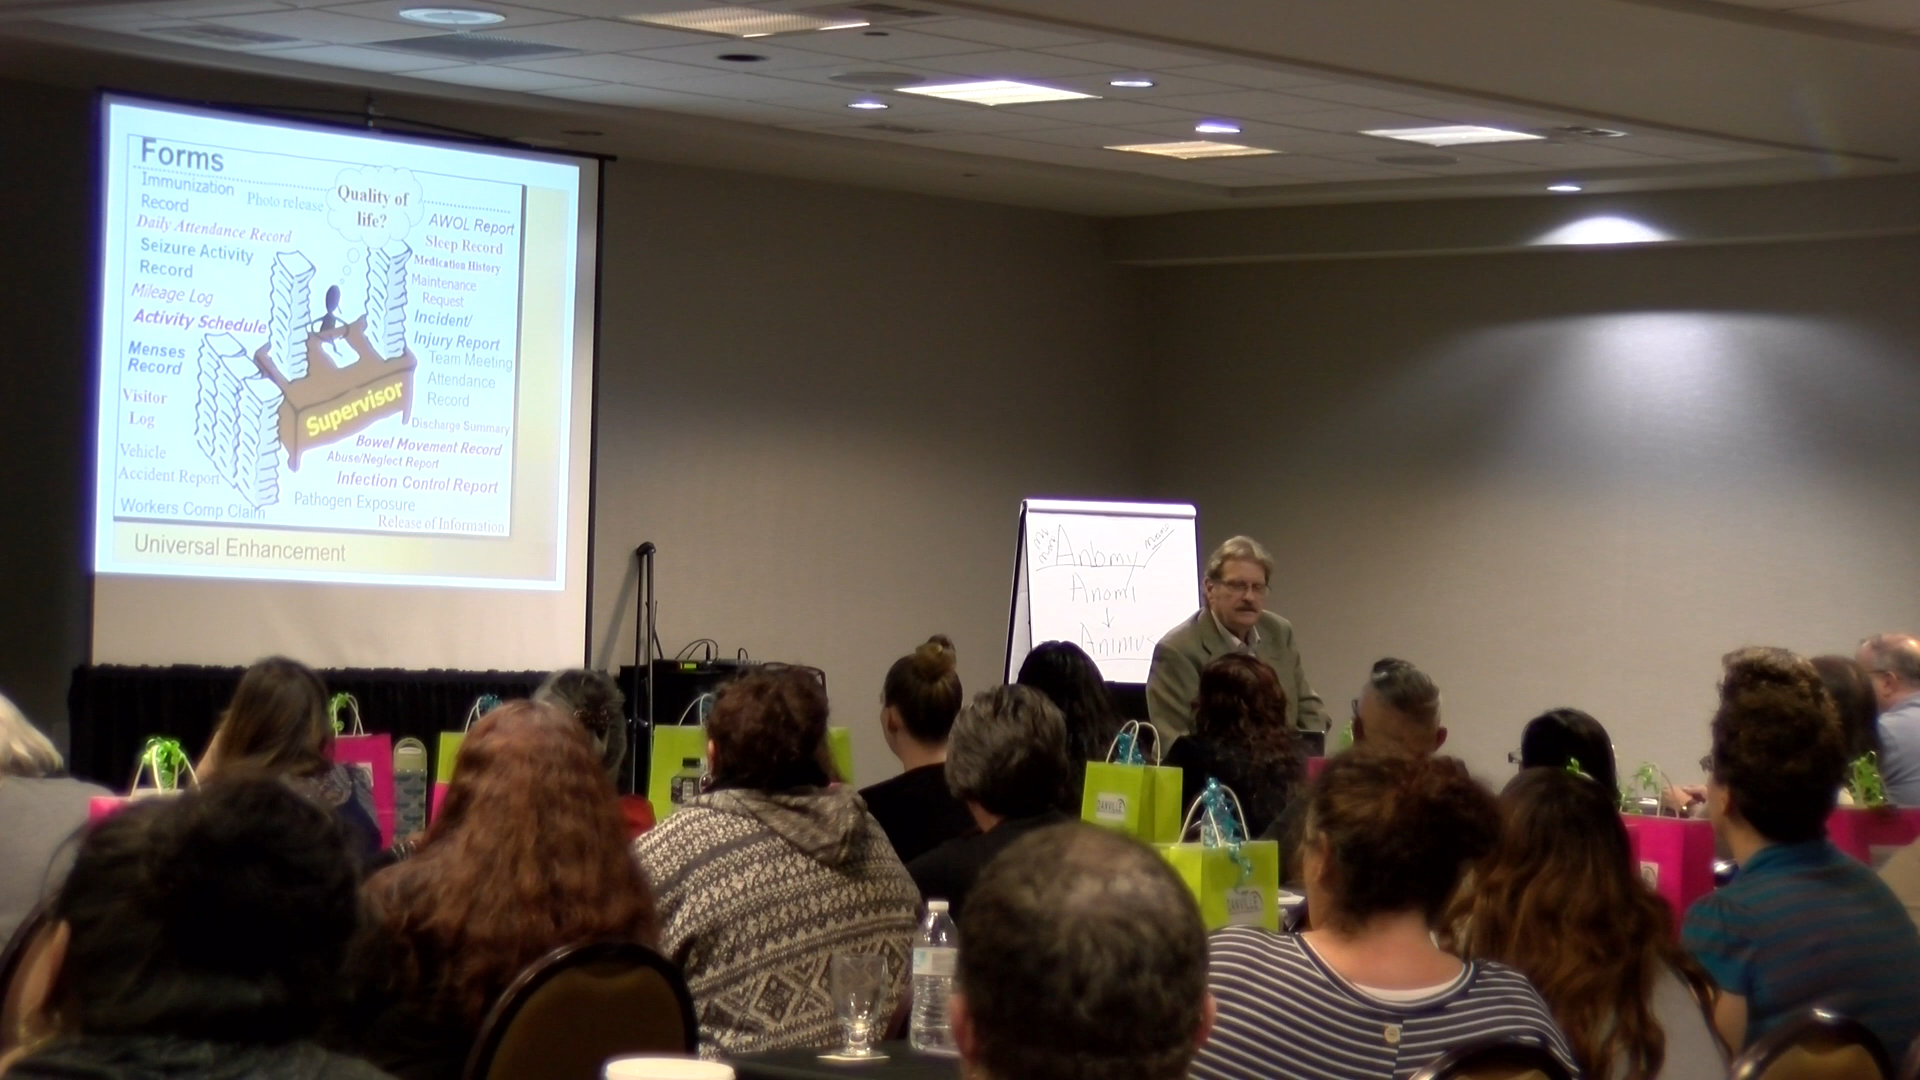 Forms
Immunization
Record
Photo release
Quality of
life?
Daily Attendance Record
Seizure Activity
Record
Mileage Log
Activity Schedule
Menses
Record
Visitor
Log
Vehicle
Accident Report
Workers Comp Claim
AWOL Report
Sleep Record
Medication History
Maintenance
Request
Incident/
Injury Report
Team Meeting
Attendance
Record
Discharge Summary
Supervisor
Bowel Movement Record
Abuse/Neglect Report
Infection Control Report
Pathogen Exposure
Release of Information
Universal Enhancement
Anomi
Animus
DANVILLE
DANVILLE